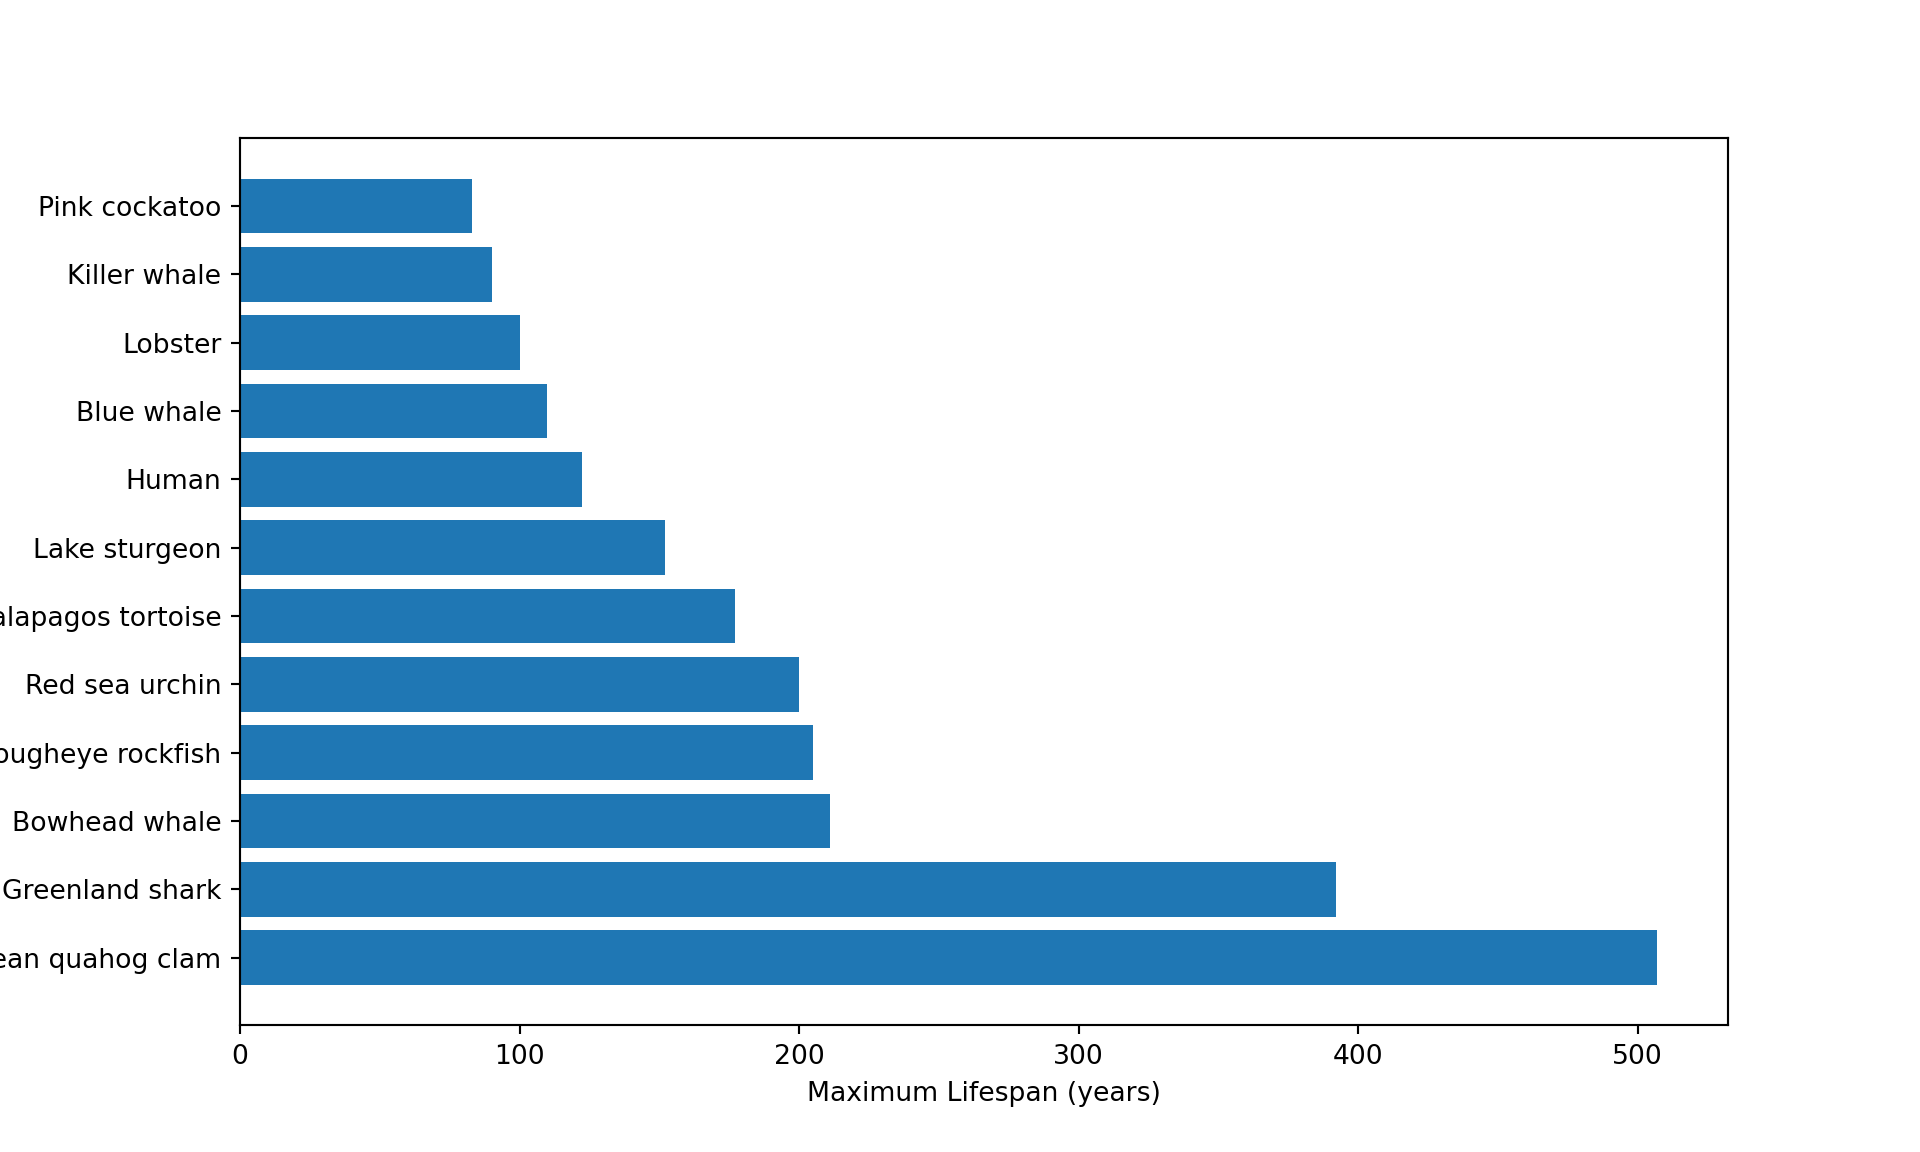 Pink cockatoo
Killer whale
Lobster
Blue whale
Human
Lake sturgeon
alapagos tortoise
Red sea urchin
ougheye rockfish
Bowhead whale
Greenland shark
ean quahog clam
0 100 200 300 400 500
Maximum Lifespan (years)